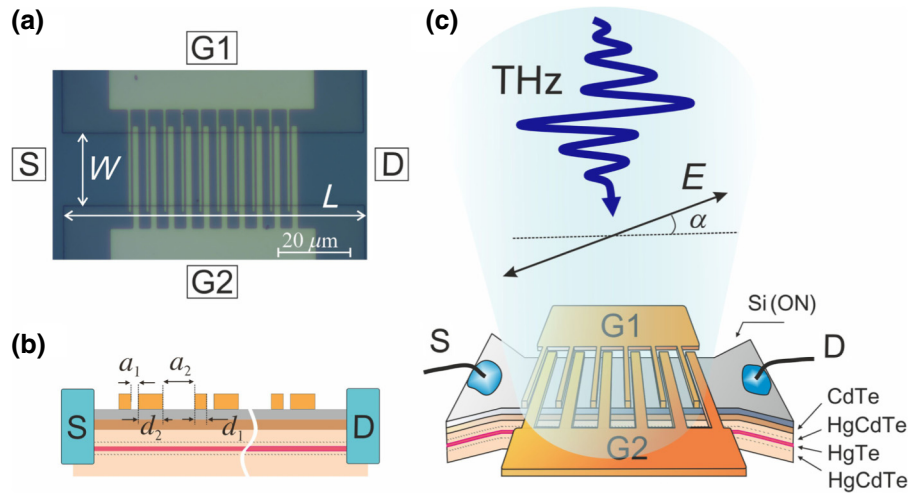 (a)
G1
S
W
L
D
20 μm
G2
(b)
a₁
a₂
S
d₂
d₁
D
(c)
THz
E
α
Si (ON)
S
G1
D
G2
CdTe
HgCdTe
HgTe
HgCdTe